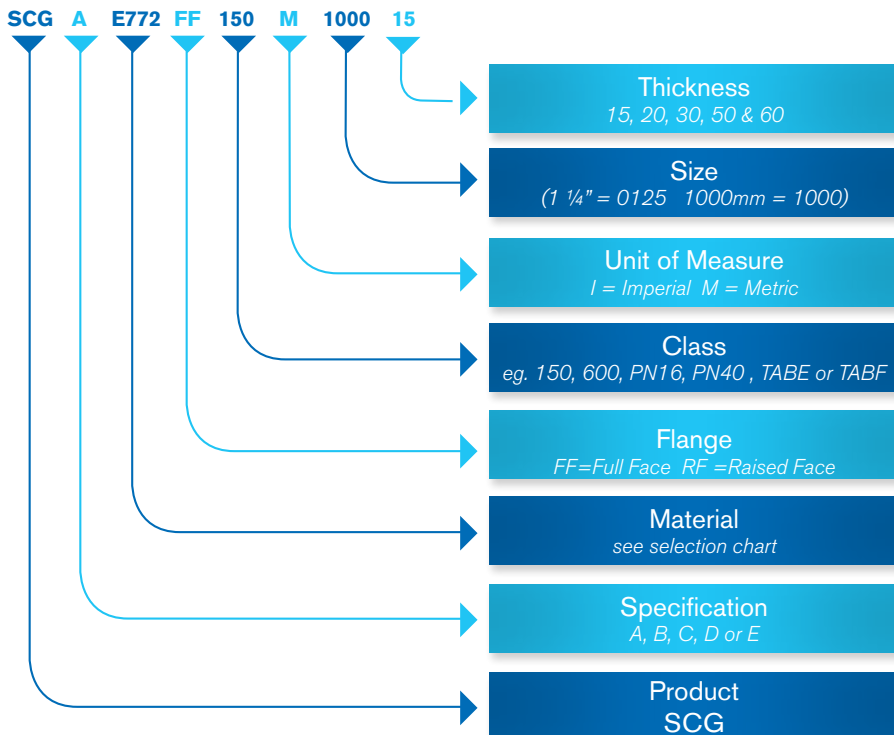 SCG A E772 FF 150 M 1000 15
Thickness
15, 20, 30, 50 & 60
Size
(1 ¼” = 0125 1000mm = 1000)
Unit of Measure
I = Imperial M = Metric
Class
eg. 150, 600, PN16, PN40 , TABE or TABF
Flange
FF=Full Face RF =Raised Face
Material
see selection chart
Specification
A, B, C, D or E
Product
SCG